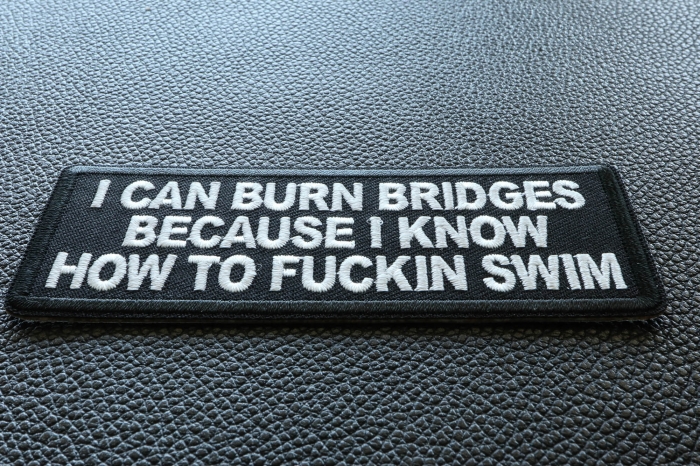 I CAN BURN BRIDGES
BECAUSE I KNOW
HOW TO FUCKIN SWIM